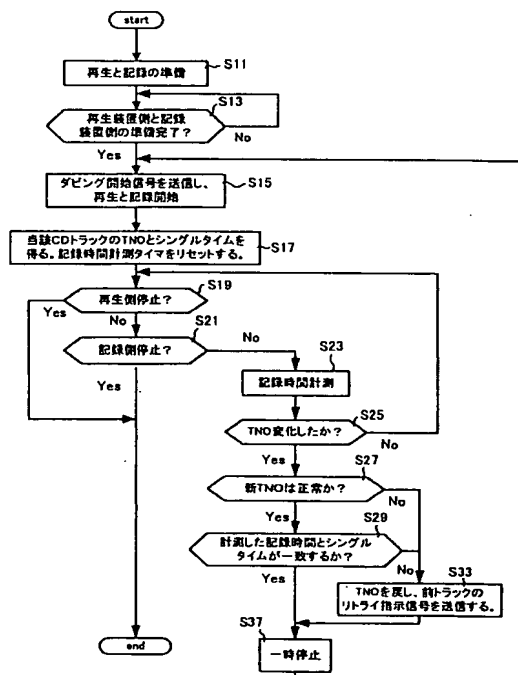 start
再生と記録の準備
S11
S13
再生装置側と記録
装置側の準備完了？
No
Yes
ダビング開始信号を送信し、
再生と記録開始
S15
当該CDトラックのTNOとシングルタイムを
得る。記録時間計測タイマをリセットする。
S17
S19
再生側停止？
Yes
No
S21
記録側停止？
No
Yes
S23
記録時間計測
S25
TNO変化したか？
No
Yes
S27
新TNOは正常か？
No
Yes
S29
計測した記録時間とシングル
タイムが一致するか？
No
Yes
S33
TNOを戻し、前トラックの
リトライ指示信号を送信する。
S37
一時停止
end